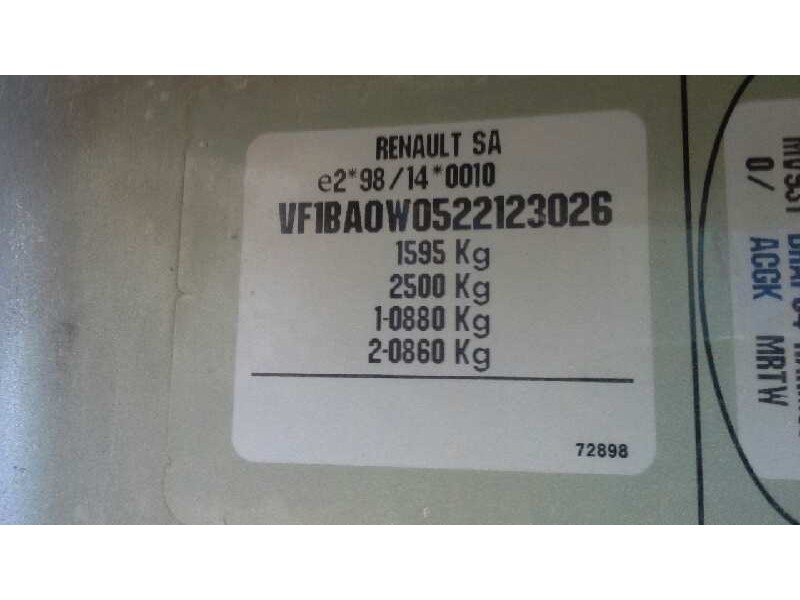 RENAULT SA
e2*98/14*0010
VF1BA0W0522123026
1595 Kg
2500 Kg
1-0880 Kg
2-0860 Kg
72898
0/
ACGK MRTW